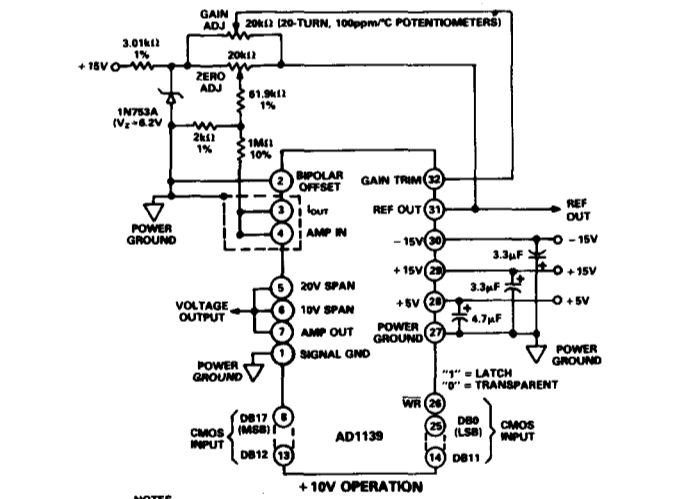 GAIN ADJ
20kΩ (20-TURN, 100ppm/°C POTENTIOMETERS)
3.01kΩ
1%
+15V
20kΩ
ZERO ADJ
61.9kΩ
1%
1N753A
(Vz→6.2V
2kΩ
1%
1MΩ
10%
POWER GROUND
2
BIPOLAR OFFSET
3
IOUT
4
AMP IN
GAIN TRIM
32
REF OUT
31
REF OUT
-15V
30
-15V
3.3µF
+
+15V
29
+15V
3.3µF
+
+5V
28
+5V
4.7µF
+
POWER GROUND
27
POWER GROUND
VOLTAGE OUTPUT
5
20V SPAN
6
10V SPAN
7
AMP OUT
POWER GROUND
1
SIGNAL GND
"1" = LATCH
"0" = TRANSPARENT
WR
26
CMOS INPUT
DB17 (MSB)
8
DB12
13
AD1139
25
DB0 (LSB)
14
DB11
CMOS INPUT
+10V OPERATION
NOTES